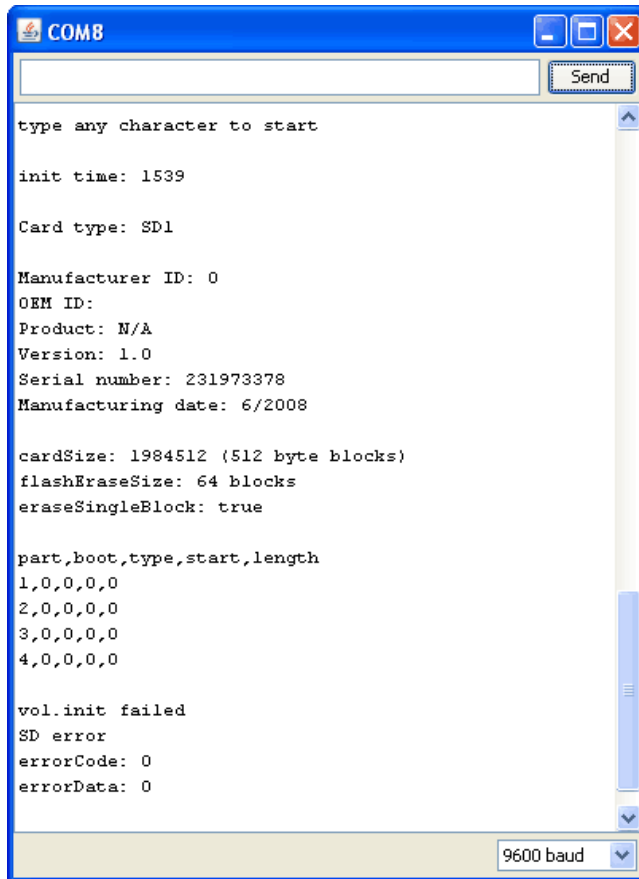 COM8
Send
type any character to start
init time: 1539
Card type: SD1
Manufacturer ID: 0
OEM ID:
Product: N/A
Version: 1.0
Serial number: 231973378
Manufacturing date: 6/2008
cardSize: 1984512 (512 byte blocks)
flashEraseSize: 64 blocks
eraseSingleBlock: true
part,boot,type,start,length
1,0,0,0,0
2,0,0,0,0
3,0,0,0,0
4,0,0,0,0
vol.init failed
SD error
errorCode: 0
errorData: 0
9600 baud